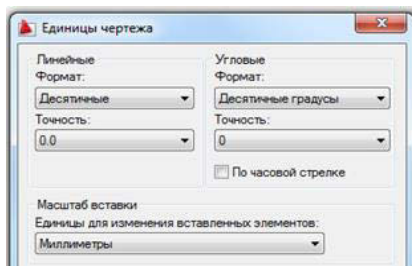 Единицы чертежа
Линейные
Формат:
Десятичные
Точность:
0.0
Угловые
Формат:
Десятичные градусы
Точность:
0
По часовой стрелке
Масштаб вставки
Единицы для изменения вставленных элементов:
Миллиметры